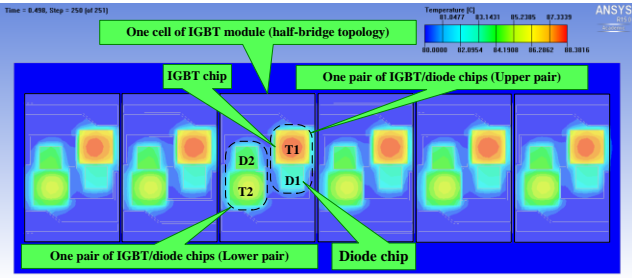 Time = 0.498, Step = 250 (of 251)
Temperature [C]
81.0477 83.1431 85.2385 87.3339
80.0000 82.0954 84.1908 86.2862 88.3816
ANSYS
R15.0
One cell of IGBT module (half-bridge topology)
IGBT chip
One pair of IGBT/diode chips (Upper pair)
D2
T1
T2
D1
One pair of IGBT/diode chips (Lower pair)
Diode chip